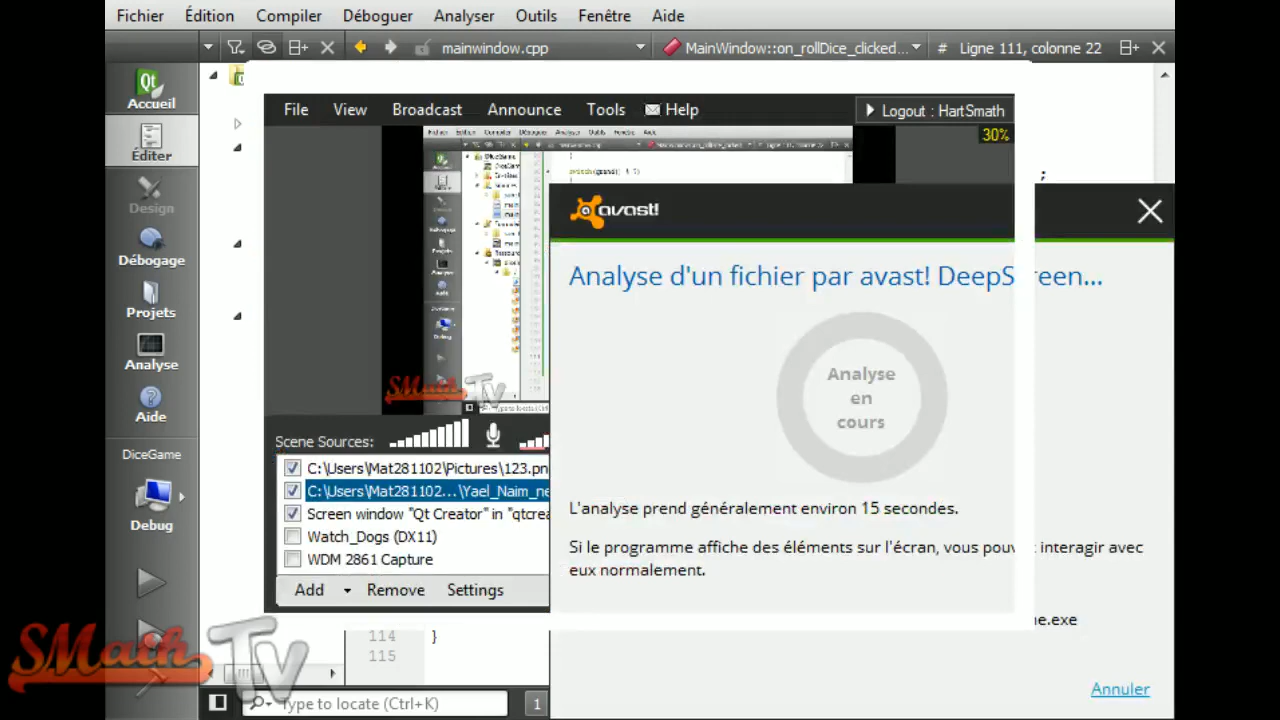 Fichier Édition Compiler Déboguer Analyser Outils Fenêtre Aide
mainwindow.cpp MainWindow::on_rollDice_clicked... # Ligne 111, colonne 22
Accueil
Éditer
Design
Débogage
Projets
Analyse
Aide
DiceGame
Debug
File View Broadcast Announce Tools Help Logout : HartSmath
30%
;
avast!
Analyse d'un fichier par avast! DeepScreen...
Analyse
en
cours
L'analyse prend généralement environ 15 secondes.
Si le programme affiche des éléments sur l'écran, vous pouvez interagir avec
eux normalement.
Scene Sources:
C:\Users\Mat281102\Pictures\123.pn
C:\Users\Mat281102...\Yael_Naim_ne
Screen window "Qt Creator" in "qtcrea
Watch_Dogs (DX11)
WDM 2861 Capture
Add Remove Settings
ne.exe
114 }
115
SMath Tv
Type to locate (Ctrl+K) 1
Annuler